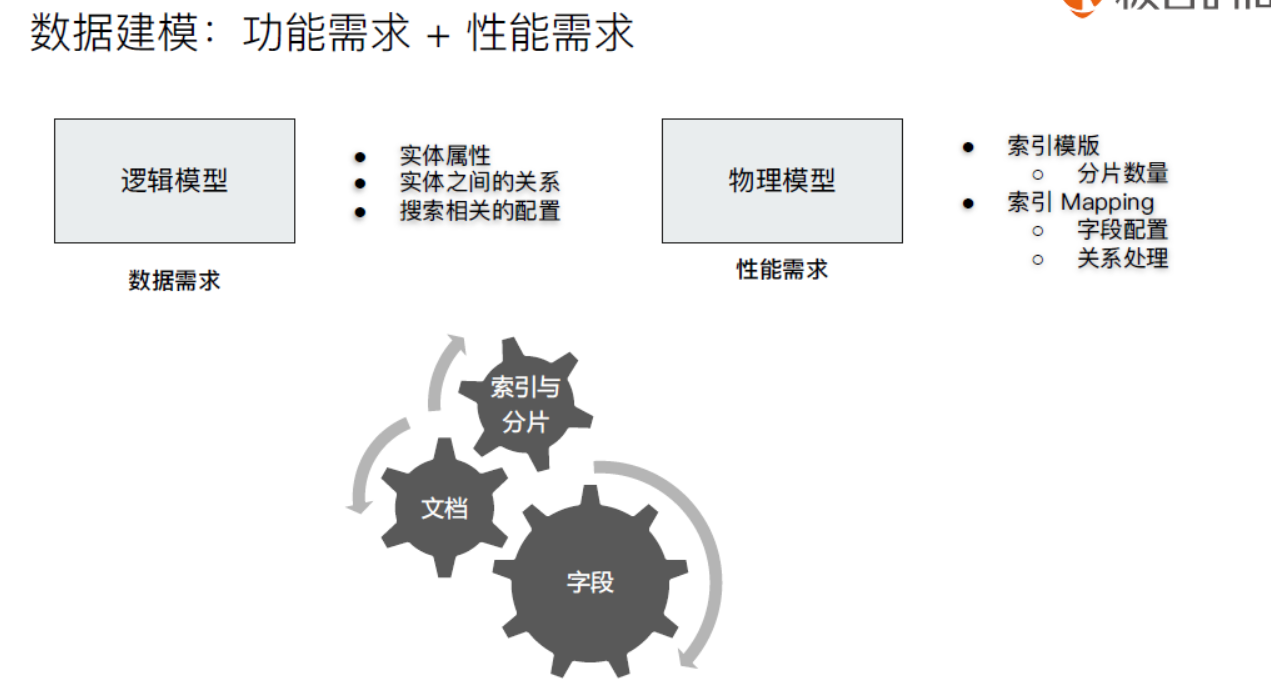 数据建模：功能需求 + 性能需求
逻辑模型
数据需求
● 实体属性
● 实体之间的关系
● 搜索相关的配置
物理模型
性能需求
● 索引模版
○ 分片数量
● 索引 Mapping
○ 字段配置
○ 关系处理
索引与
分片
文档
字段